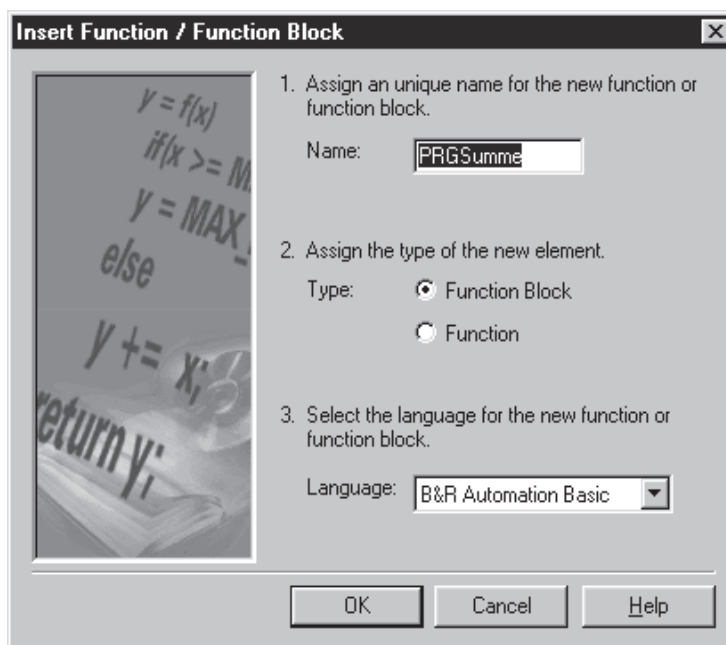 Insert Function / Function Block
y = f(x)
if(x >= M
y = MAX_
else
y += x;
return y;
1. Assign an unique name for the new function or
function block.
Name: PRGSumme
2. Assign the type of the new element.
Type: Function Block
Function
3. Select the language for the new function or
function block.
Language: B&R Automation Basic
OK Cancel Help